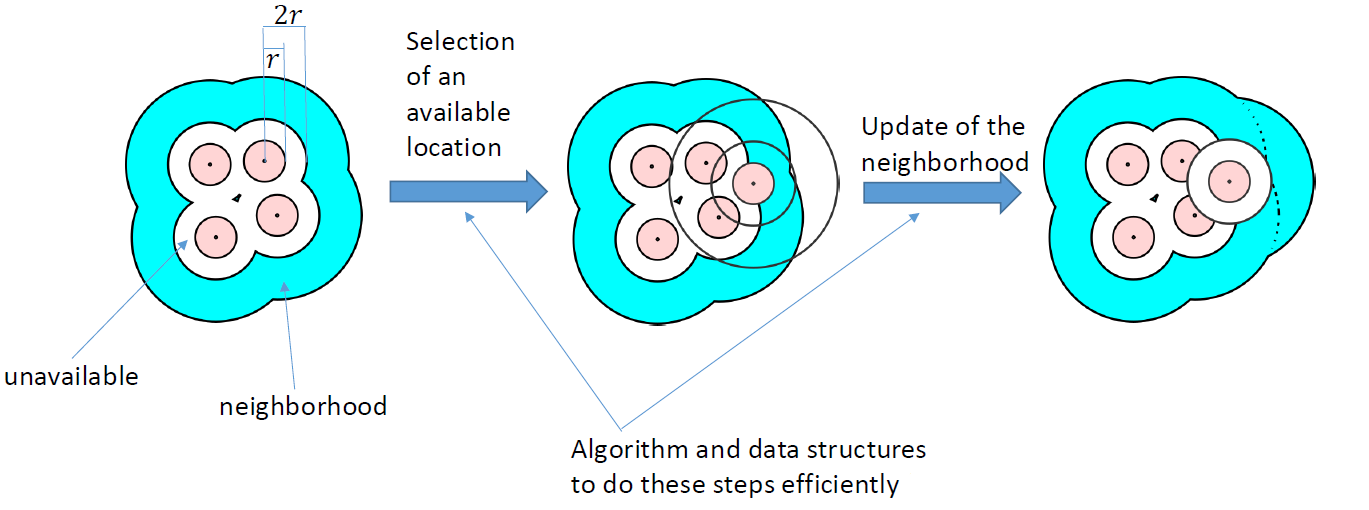 2r
r
Selection
of an
available
location
Update of the
neighborhood
unavailable
neighborhood
Algorithm and data structures
to do these steps efficiently